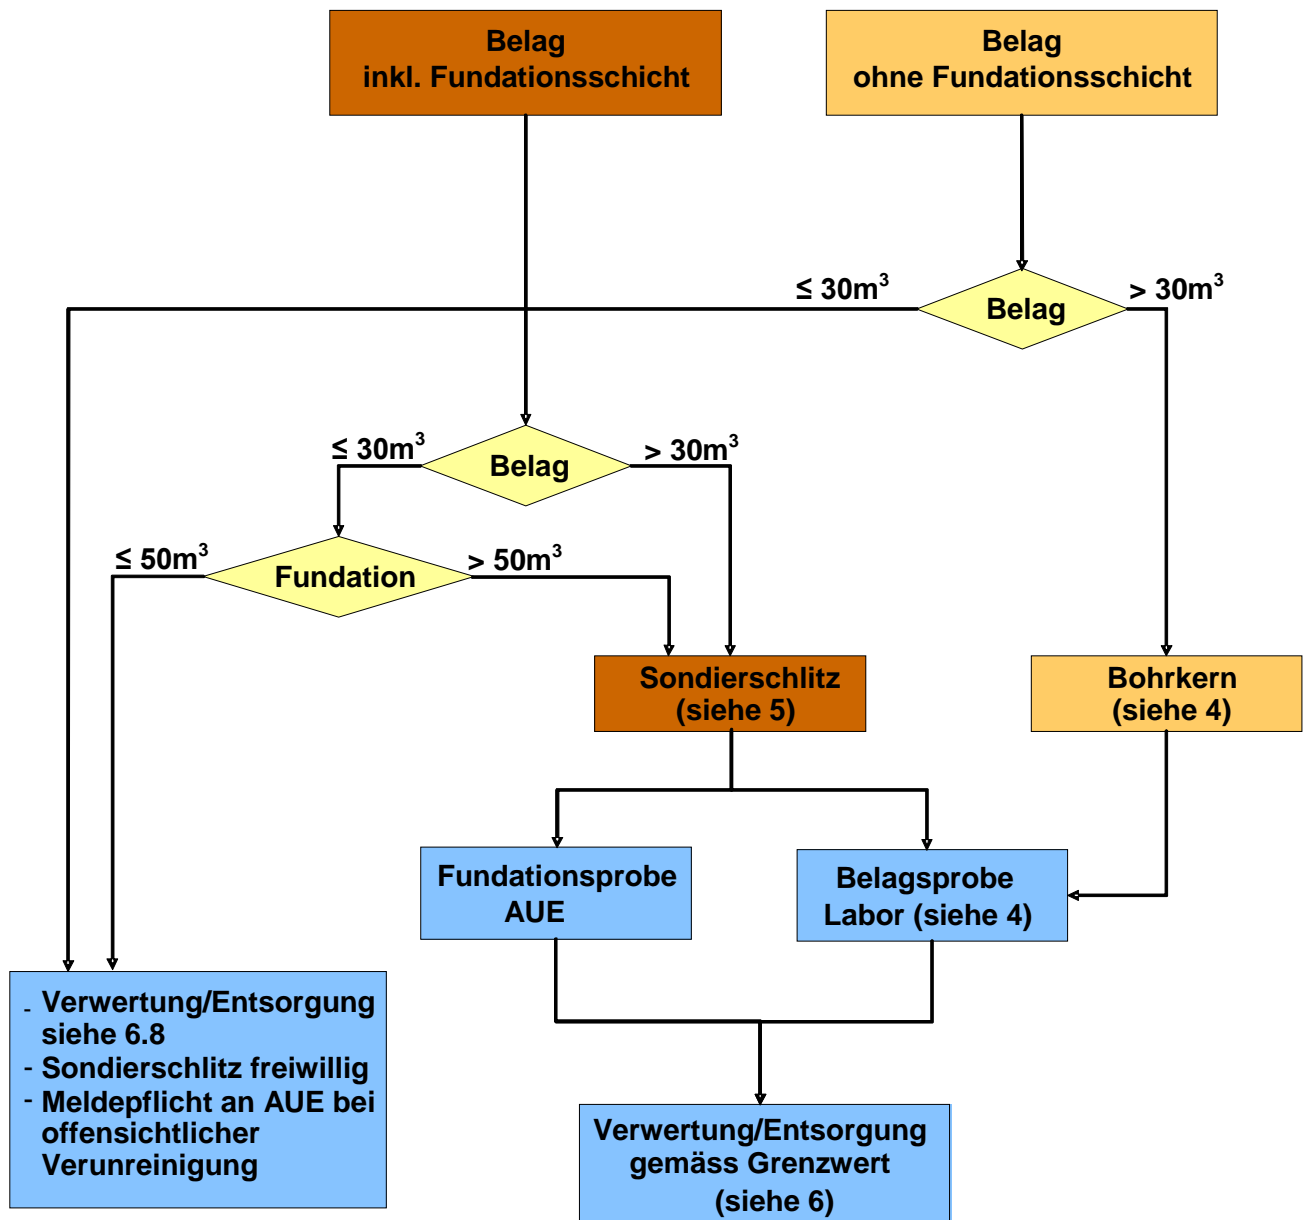 Belag
inkl. Fundationsschicht
Belag
ohne Fundationsschicht
≤ 30m³
Belag
> 30m³
≤ 30m³
Belag
> 30m³
≤ 50m³
Fundation
> 50m³
Sondierschlitz
(siehe 5)
Bohrkern
(siehe 4)
Fundationsprobe
AUE
Belagsprobe
Labor (siehe 4)
- Verwertung/Entsorgung
siehe 6.8
- Sondierschlitz freiwillig
- Meldepflicht an AUE bei
offensichtlicher
Verunreinigung
Verwertung/Entsorgung
gemäss Grenzwert
(siehe 6)